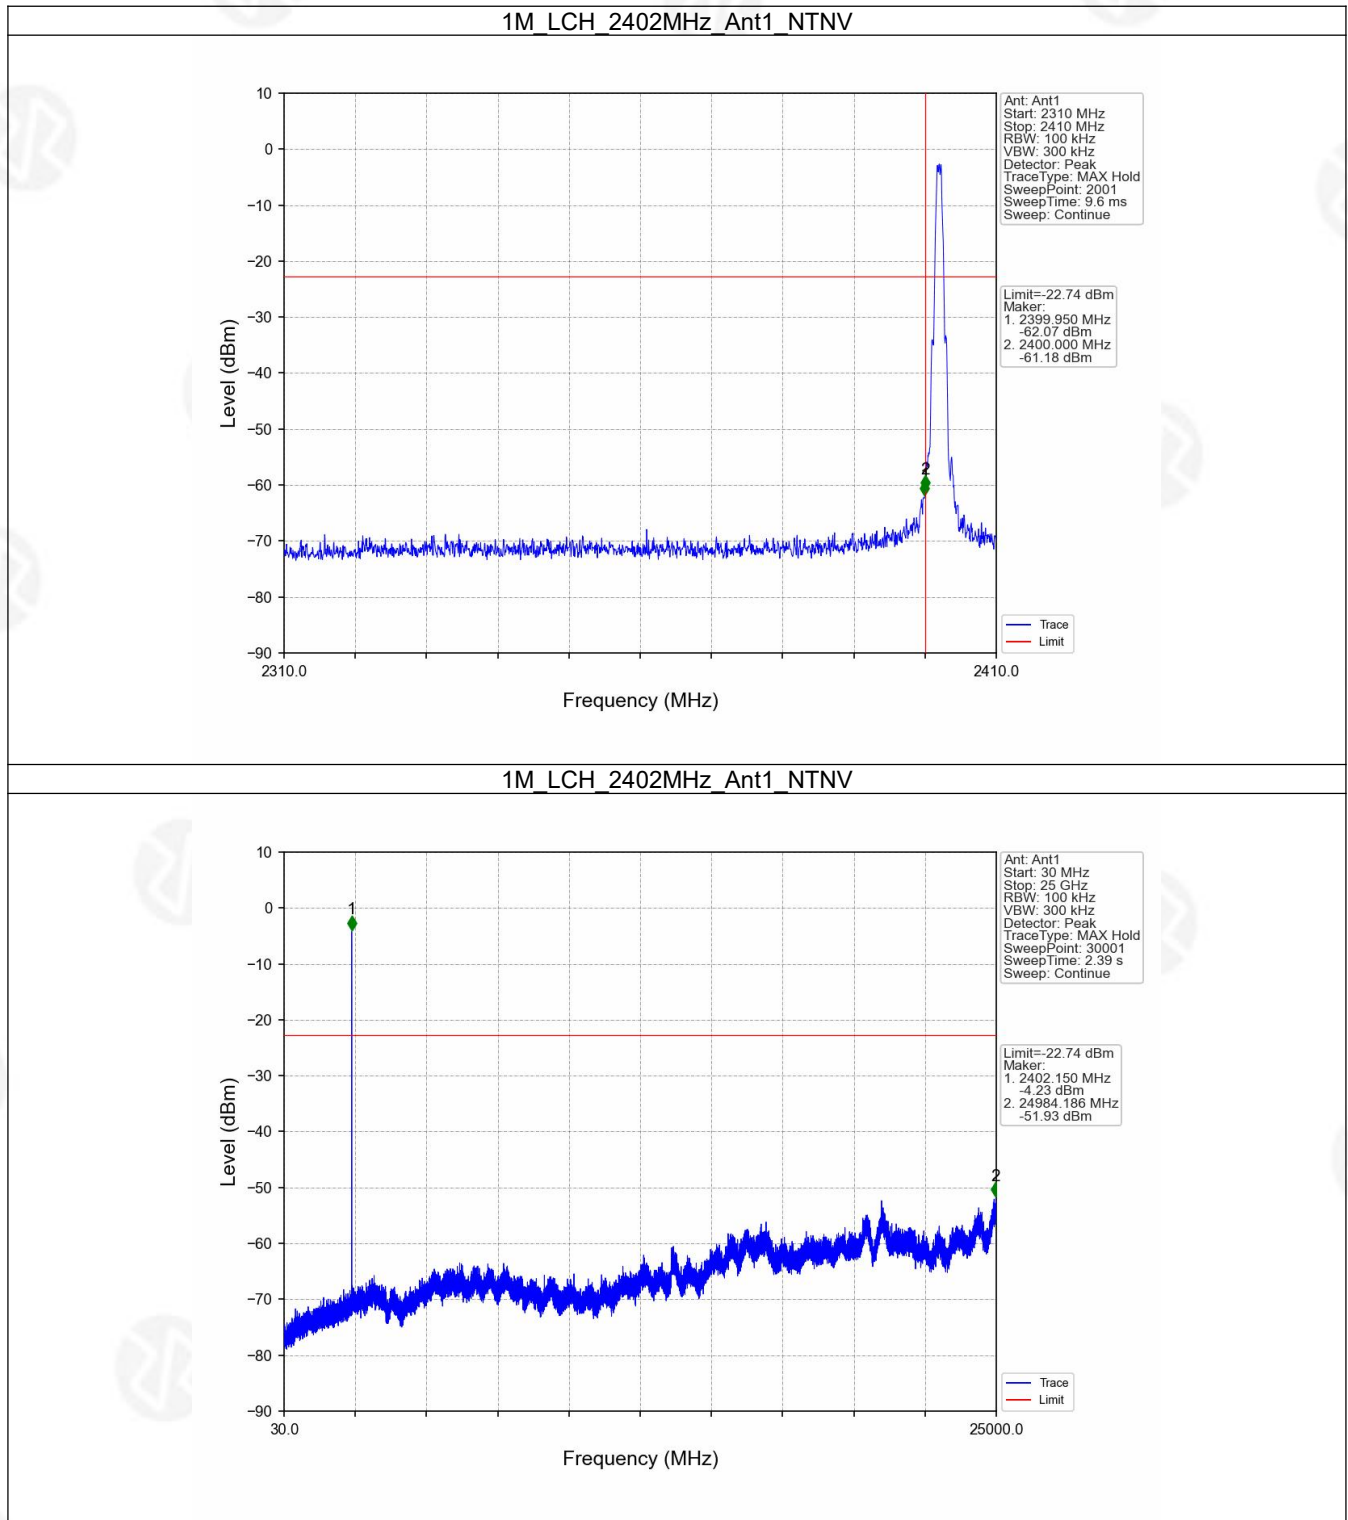 1M_LCH_2402MHz_Ant1_NTNV
10
0
−10
−20
−30
−40
−50
−60
−70
−80
−90
Level (dBm)
2310.0
2410.0
Frequency (MHz)
2
Ant: Ant1
Start: 2310 MHz
Stop: 2410 MHz
RBW: 100 kHz
VBW: 300 kHz
Detector: Peak
TraceType: MAX Hold
SweepPoint: 2001
SweepTime: 9.6 ms
Sweep: Continue
Limit=-22.74 dBm
Maker:
1. 2399.950 MHz
-62.07 dBm
2. 2400.000 MHz
-61.18 dBm
Trace
Limit
1M_LCH_2402MHz_Ant1_NTNV
10
0
−10
−20
−30
−40
−50
−60
−70
−80
−90
Level (dBm)
30.0
25000.0
Frequency (MHz)
1
2
Ant: Ant1
Start: 30 MHz
Stop: 25 GHz
RBW: 100 kHz
VBW: 300 kHz
Detector: Peak
TraceType: MAX Hold
SweepPoint: 30001
SweepTime: 2.39 s
Sweep: Continue
Limit=-22.74 dBm
Maker:
1. 2402.150 MHz
-4.23 dBm
2. 24984.186 MHz
-51.93 dBm
Trace
Limit